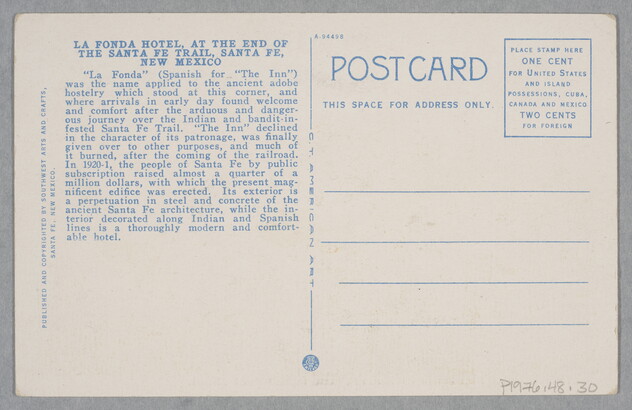 LA FONDA HOTEL, AT THE END OF
THE SANTA FE TRAIL, SANTA FE,
NEW MEXICO
"La Fonda" (Spanish for "The Inn")
was the name applied to the ancient adobe
hostelry which stood at this corner, and
where arrivals in early day found welcome
and comfort after the arduous and danger-
ous journey over the Indian and bandit-in-
fested Santa Fe Trail. "The Inn" declined
in the character of its patronage, was finally
given over to other purposes, and much of
it burned, after the coming of the railroad.
In 1920-1, the people of Santa Fe by public
subscription raised almost a quarter of a
million dollars, with which the present mag-
nificent edifice was erected. Its exterior is
a perpetuation in steel and concrete of the
ancient Santa Fe architecture, while the in-
terior decorated along Indian and Spanish
lines is a thoroughly modern and comfort-
able hotel.
PUBLISHED AND COPYRIGHTED BY SOUTHWEST ARTS AND CRAFTS,
SANTA FE, NEW MEXICO.
POST CARD
THIS SPACE FOR ADDRESS ONLY.
PLACE STAMP HERE
ONE CENT
FOR UNITED STATES
AND ISLAND
POSSESSIONS, CUBA,
CANADA AND MEXICO
TWO CENTS
FOR FOREIGN
P1976.48.30